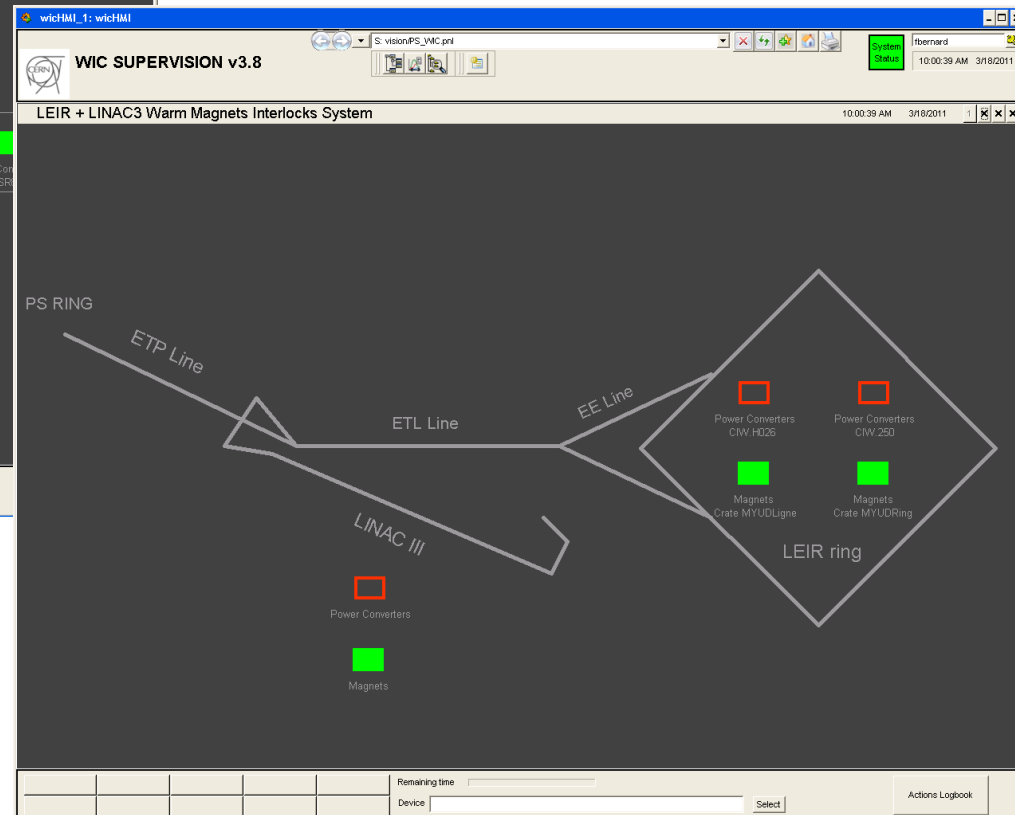 wicHMI_1: wicHMI
CERN
WIC SUPERVISION v3.8
S: vision/PS_WIC.pnl
System
Status
fbernard
10:00:39 AM 3/18/2011
LEIR + LINAC3 Warm Magnets Interlocks System
10:00:39 AM 3/18/2011 1
PS RING
ETP Line
ETL Line
EE Line
Power Converters
CIW.H026
Power Converters
CIW.250
Magnets
Crate MYUDLigne
Magnets
Crate MYUDRing
LEIR ring
LINAC III
Power Converters
Magnets
Remaining time
Device
Select
Actions Logbook